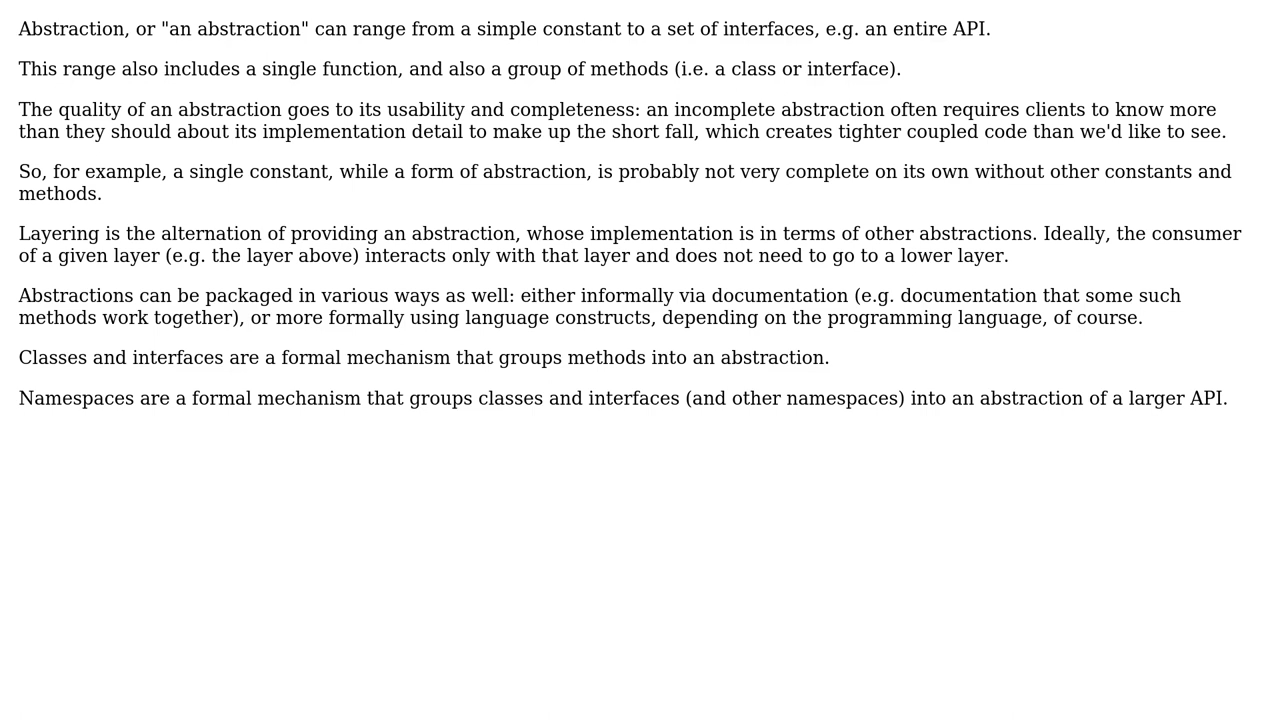 Abstraction, or "an abstraction" can range from a simple constant to a set of interfaces, e.g. an entire API.
This range also includes a single function, and also a group of methods (i.e. a class or interface).
The quality of an abstraction goes to its usability and completeness: an incomplete abstraction often requires clients to know more
than they should about its implementation detail to make up the short fall, which creates tighter coupled code than we'd like to see.
So, for example, a single constant, while a form of abstraction, is probably not very complete on its own without other constants and
methods.
Layering is the alternation of providing an abstraction, whose implementation is in terms of other abstractions. Ideally, the consumer
of a given layer (e.g. the layer above) interacts only with that layer and does not need to go to a lower layer.
Abstractions can be packaged in various ways as well: either informally via documentation (e.g. documentation that some such
methods work together), or more formally using language constructs, depending on the programming language, of course.
Classes and interfaces are a formal mechanism that groups methods into an abstraction.
Namespaces are a formal mechanism that groups classes and interfaces (and other namespaces) into an abstraction of a larger API.